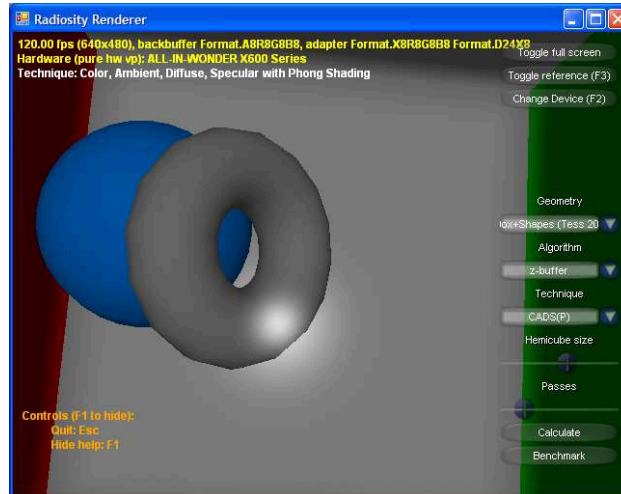 Radiosity Renderer
120.00 fps (640x480), backbuffer Format.A8R8G8B8, adapter Format.X8R8G8B8 Format.D24X8
Hardware (pure hw vp): ALL-IN-WONDER X600 Series
Technique: Color, Ambient, Diffuse, Specular with Phong Shading
Toggle full screen
Toggle reference (F3)
Change Device (F2)
Geometry
ox+Shapes (Tess 20
Algorithm
z-buffer
Technique
CADS(P)
Hemicube size
Passes
Calculate
Benchmark
Controls (F1 to hide):
Quit: Esc
Hide help: F1